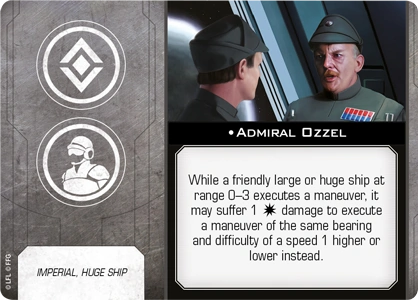 • Admiral Ozzel
While a friendly large or huge ship at
range 0–3 executes a maneuver, it
may suffer 1 damage to execute
a maneuver of the same bearing
and difficulty of a speed 1 higher or
lower instead.
IMPERIAL, HUGE SHIP
© LFL © FFG